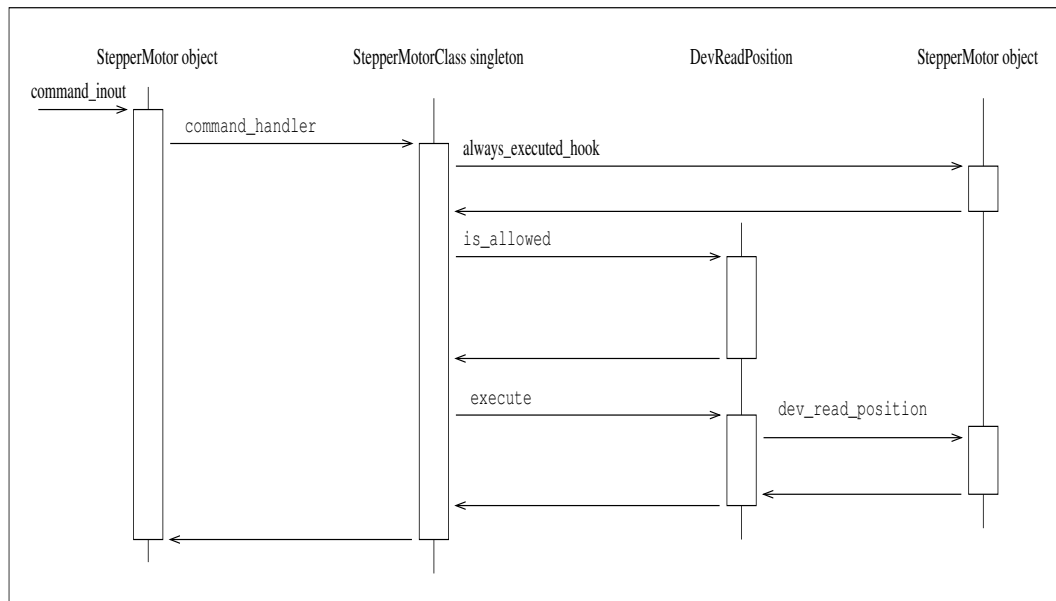 StepperMotor object
StepperMotorClass singleton
DevReadPosition
StepperMotor object
command_inout
command_handler
always_executed_hook
is_allowed
execute
dev_read_position